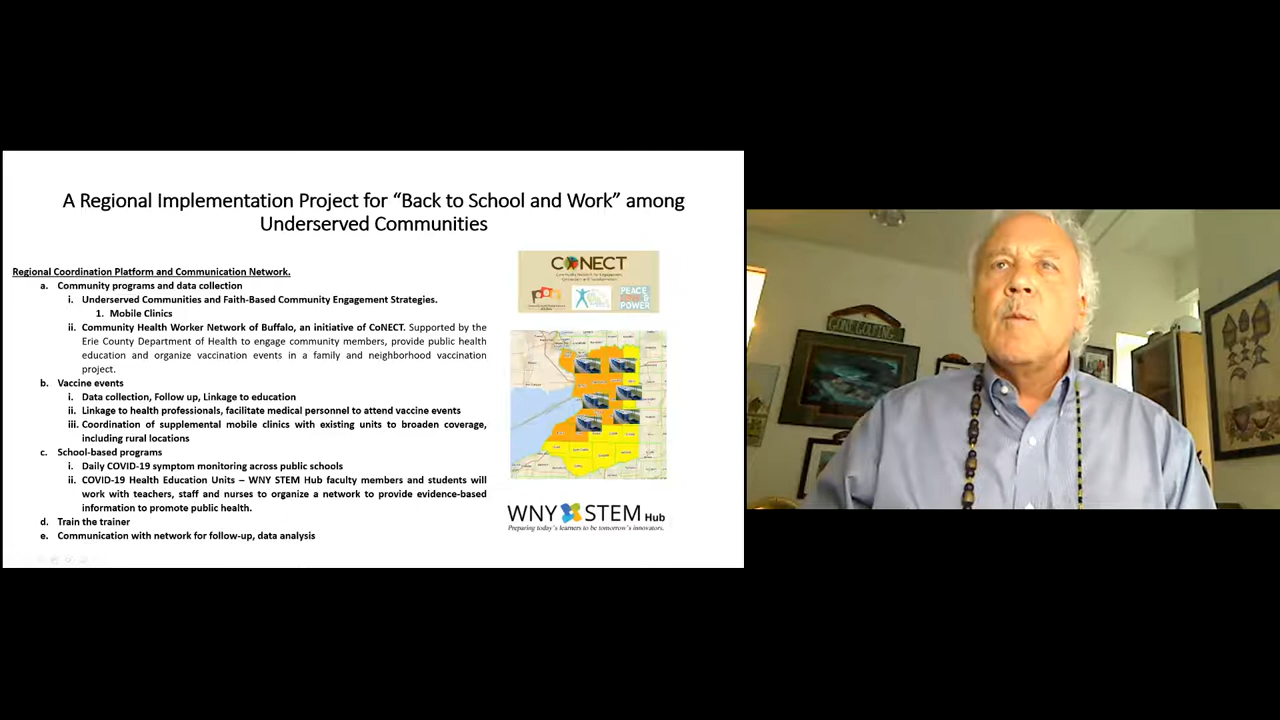 A Regional Implementation Project for “Back to School and Work” among
Underserved Communities
Regional Coordination Platform and Communication Network.
a. Community programs and data collection
i. Underserved Communities and Faith-Based Community Engagement Strategies.
1. Mobile Clinics
ii. Community Health Worker Network of Buffalo, an initiative of CoNECT. Supported by the
Erie County Department of Health to engage community members, provide public health
education and organize vaccination events in a family and neighborhood vaccination
project.
b. Vaccine events
i. Data collection, Follow up, Linkage to education
ii. Linkage to health professionals, facilitate medical personnel to attend vaccine events
iii. Coordination of supplemental mobile clinics with existing units to broaden coverage,
including rural locations
c. School-based programs
i. Daily COVID-19 symptom monitoring across public schools
ii. COVID-19 Health Education Units – WNY STEM Hub faculty members and students will
work with teachers, staff and nurses to organize a network to provide evidence-based
information to promote public health.
d. Train the trainer
e. Communication with network for follow-up, data analysis
CONECT
PEACE
POWER
WNY STEM Hub
Preparing today's learners to be tomorrow's innovators.
GONE GOLFING